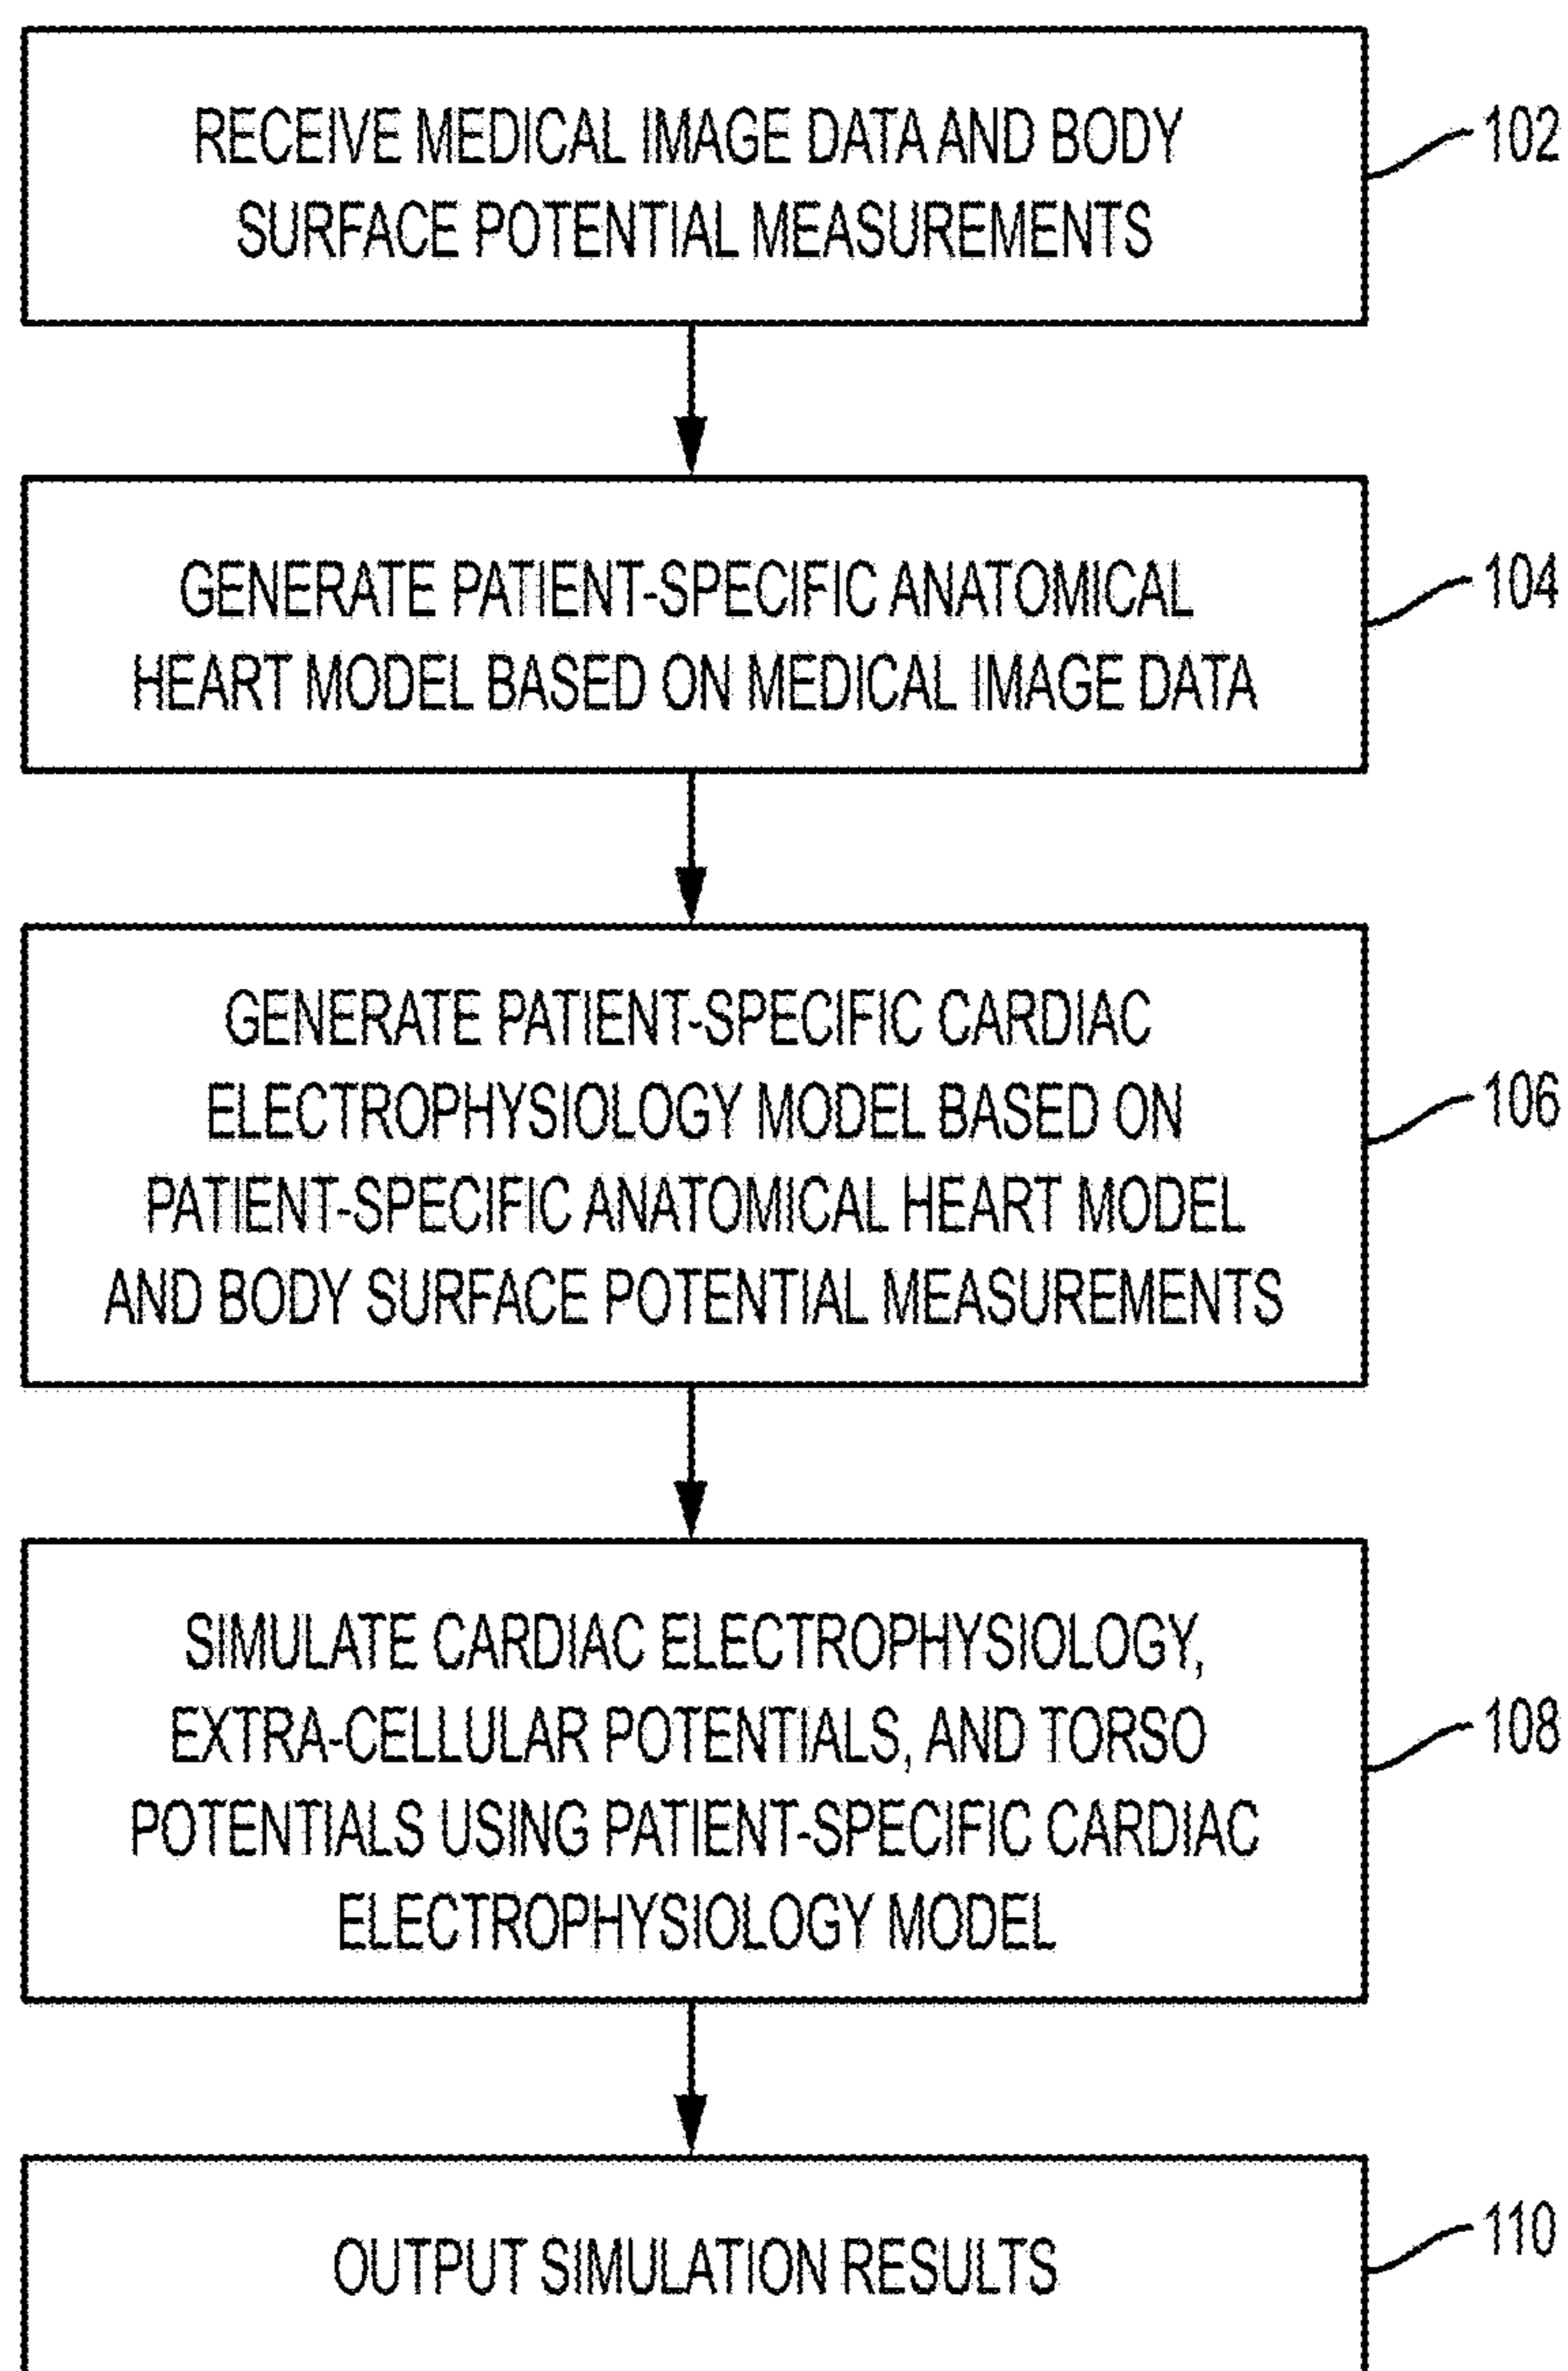 RECEIVE MEDICAL IMAGE DATA AND BODY
SURFACE POTENTIAL MEASUREMENTS
102
GENERATE PATIENT-SPECIFIC ANATOMICAL
HEART MODEL BASED ON MEDICAL IMAGE DATA
104
GENERATE PATIENT-SPECIFIC CARDIAC
ELECTROPHYSIOLOGY MODEL BASED ON
PATIENT-SPECIFIC ANATOMICAL HEART MODEL
AND BODY SURFACE POTENTIAL MEASUREMENTS
106
SIMULATE CARDIAC ELECTROPHYSIOLOGY,
EXTRA-CELLULAR POTENTIALS, AND TORSO
POTENTIALS USING PATIENT-SPECIFIC CARDIAC
ELECTROPHYSIOLOGY MODEL
108
OUTPUT SIMULATION RESULTS
110